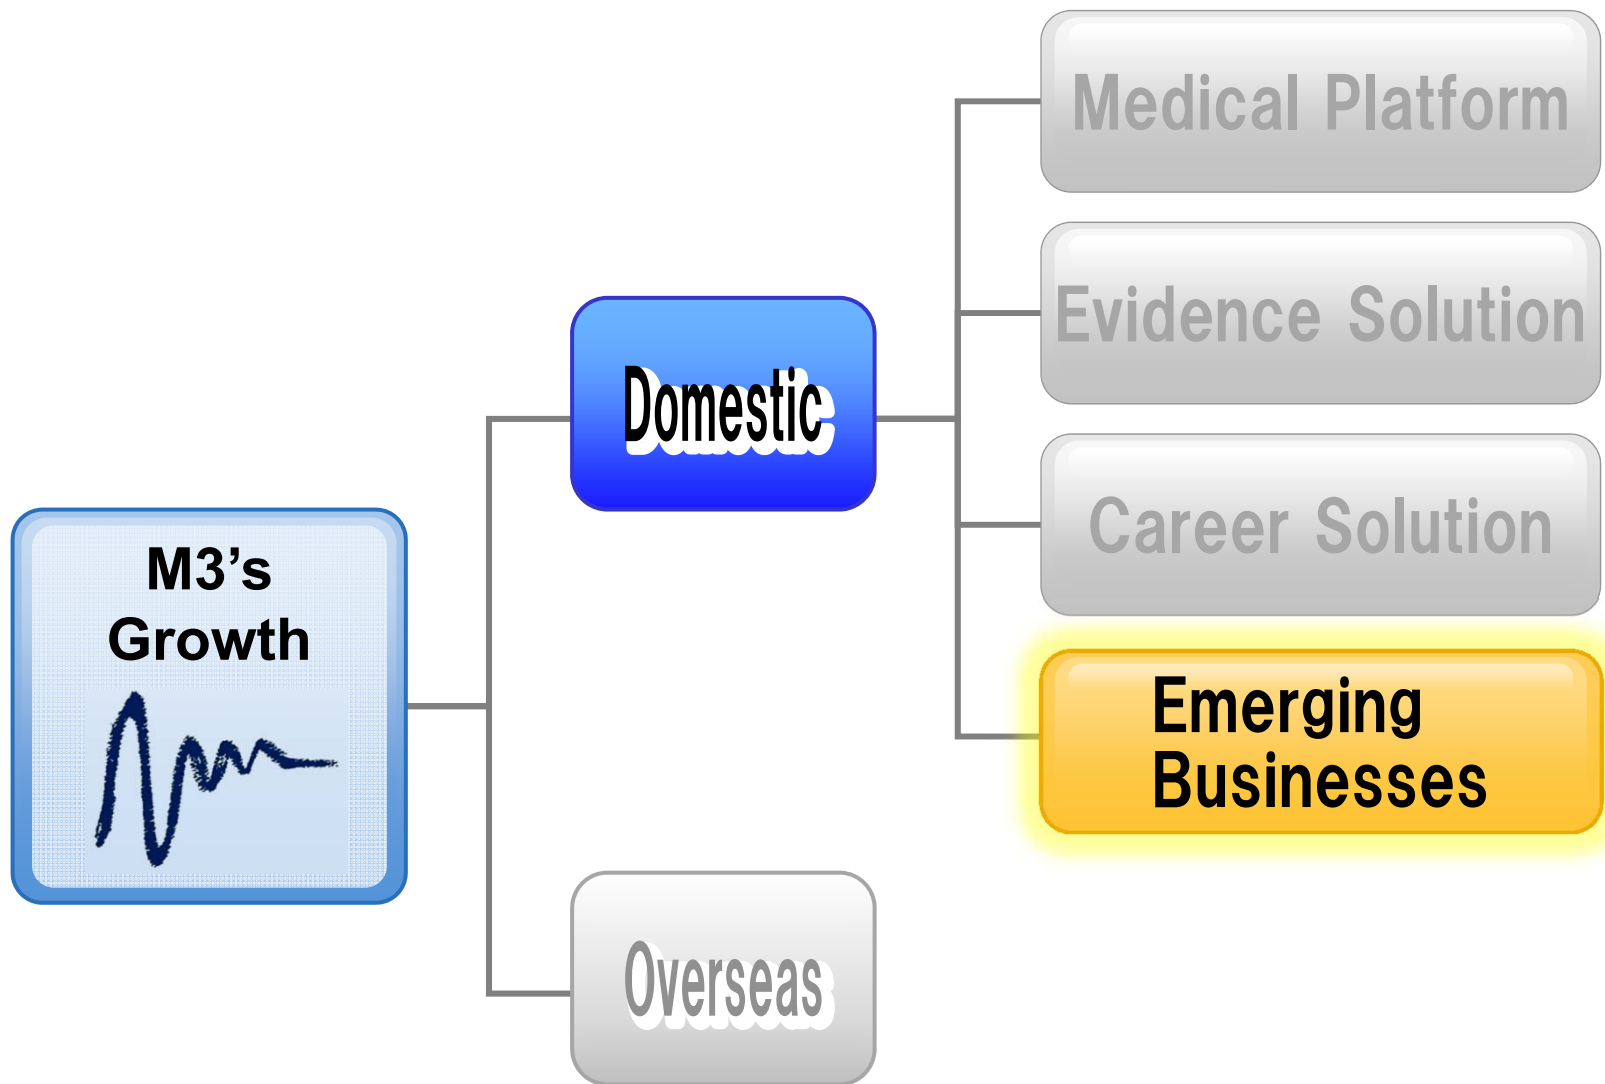 M3’s
Growth
Domestic
Overseas
Medical Platform
Evidence Solution
Career Solution
Emerging
Businesses